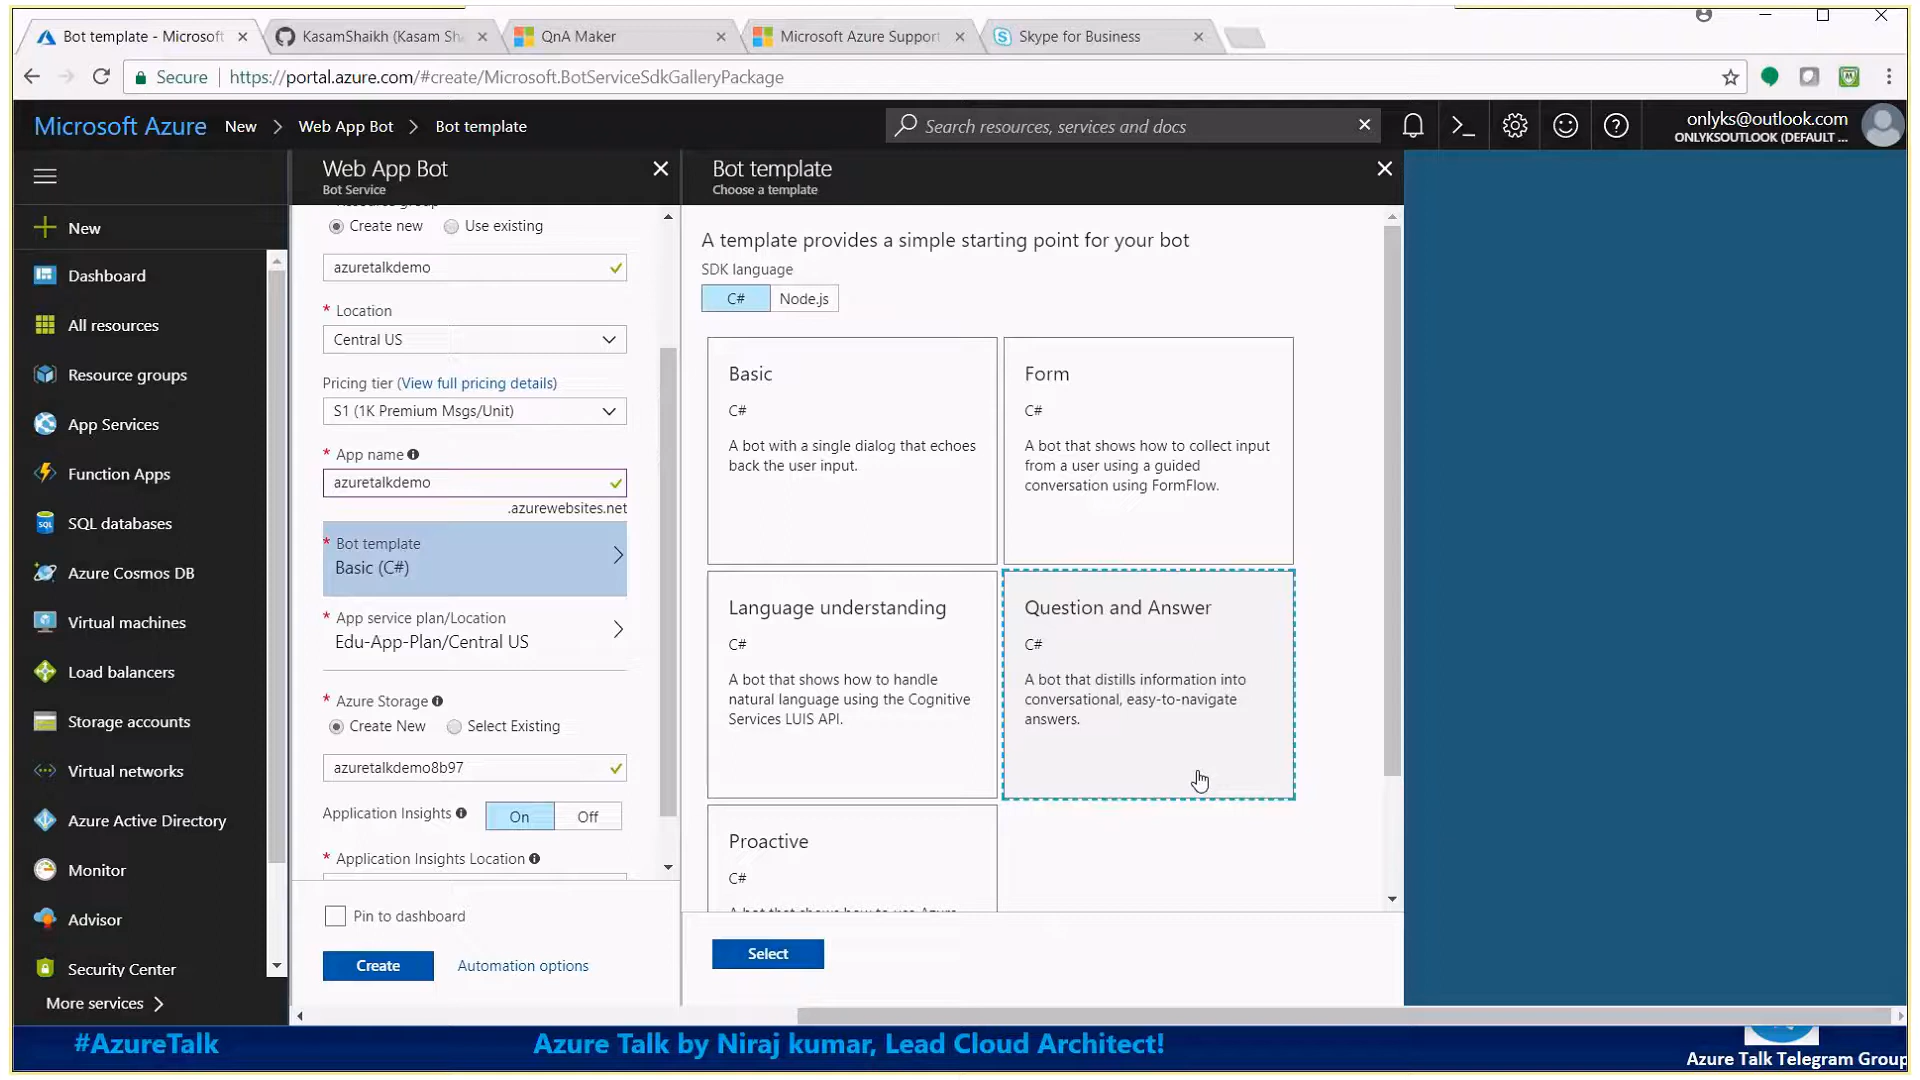 Bot template - Microsoft
KasamShaikh (Kasam Sha
QnA Maker
Microsoft Azure Support
Skype for Business
Secure
https://portal.azure.com/#create/Microsoft.BotServiceSdkGalleryPackage
Microsoft Azure New > Web App Bot > Bot template
Search resources, services and docs
onlyks@outlook.com
ONLYKSOUTLOOK (DEFAULT ...
New
Dashboard
All resources
Resource groups
App Services
Function Apps
SQL databases
Azure Cosmos DB
Virtual machines
Load balancers
Storage accounts
Virtual networks
Azure Active Directory
Monitor
Advisor
Security Center
More services >
Web App Bot
Bot Service
Resource group
Create new Use existing
azuretalkdemo
* Location
Central US
Pricing tier (View full pricing details)
S1 (1K Premium Msgs/Unit)
* App name
azuretalkdemo
.azurewebsites.net
* Bot template
Basic (C#)
* App service plan/Location
Edu-App-Plan/Central US
* Azure Storage
Create New Select Existing
azuretalkdemo8b97
Application Insights On Off
* Application Insights Location
Pin to dashboard
Create Automation options
Bot template
Choose a template
A template provides a simple starting point for your bot
SDK language
C# Node.js
Basic
C#
A bot with a single dialog that echoes
back the user input.
Form
C#
A bot that shows how to collect input
from a user using a guided
conversation using FormFlow.
Language understanding
C#
A bot that shows how to handle
natural language using the Cognitive
Services LUIS API.
Question and Answer
C#
A bot that distills information into
conversational, easy-to-navigate
answers.
Proactive
C#
A bot that shows how to use Azure
Select
#AzureTalk
Azure Talk by Niraj kumar, Lead Cloud Architect!
Azure Talk Telegram Group